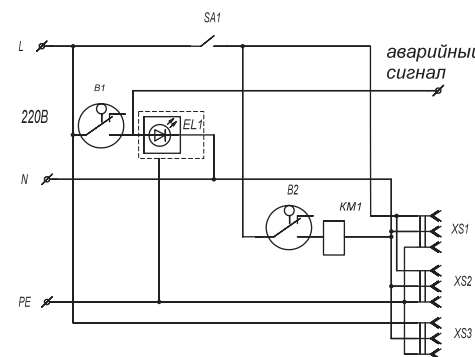 SA1
L
аварийный
сигнал
B1
220В
EL1
N
B2
KM1
XS1
XS2
PE
XS3